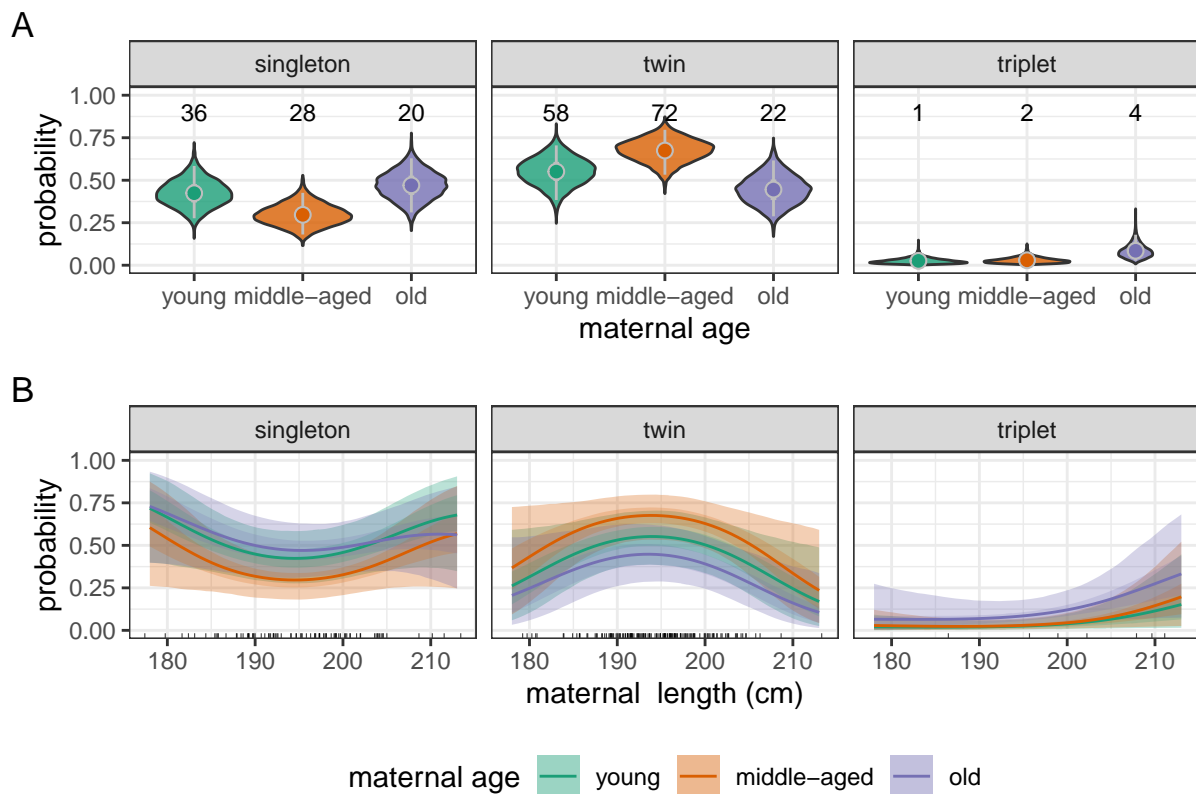 A
singleton twin triplet
probability
1.00
0.75
0.50
0.25
0.00
36 28 20 58 72 22 1 2 4
young middle−aged old young middle−aged old young middle−aged old
maternal age
B
singleton twin triplet
probability
1.00
0.75
0.50
0.25
0.00
180 190 200 210 180 190 200 210 180 190 200 210
maternal length (cm)
maternal age young middle−aged old